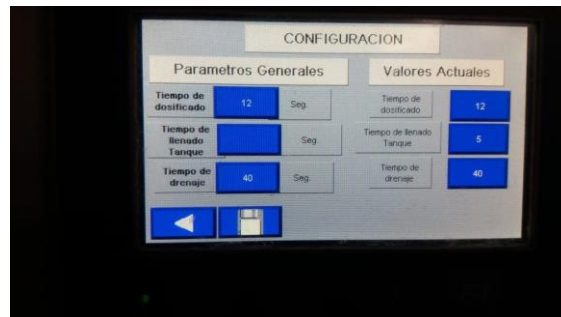 CONFIGURACION
Parametros Generales
Valores Actuales
Tiempo de
dosificado
12
Seg.
Tiempo de
dosificado
12
Tiempo de
llenado
Tanque
Seg
Tiempo de llenado
Tanque
5
Tiempo de
drenaje
40
Seg.
Tiempo de
drenaje
40